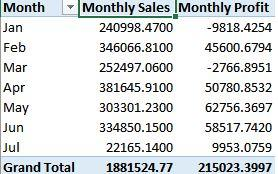 Month Monthly Sales Monthly Profit
Jan 240998.4700 -9818.4254
Feb 346066.8100 45600.6794
Mar 252497.0600 -2766.8951
Apr 381645.9100 50780.8532
May 303301.2300 62756.3697
Jun 334850.1500 58517.7420
Jul 22165.1400 9953.0759
Grand Total 1881524.77 215023.3997